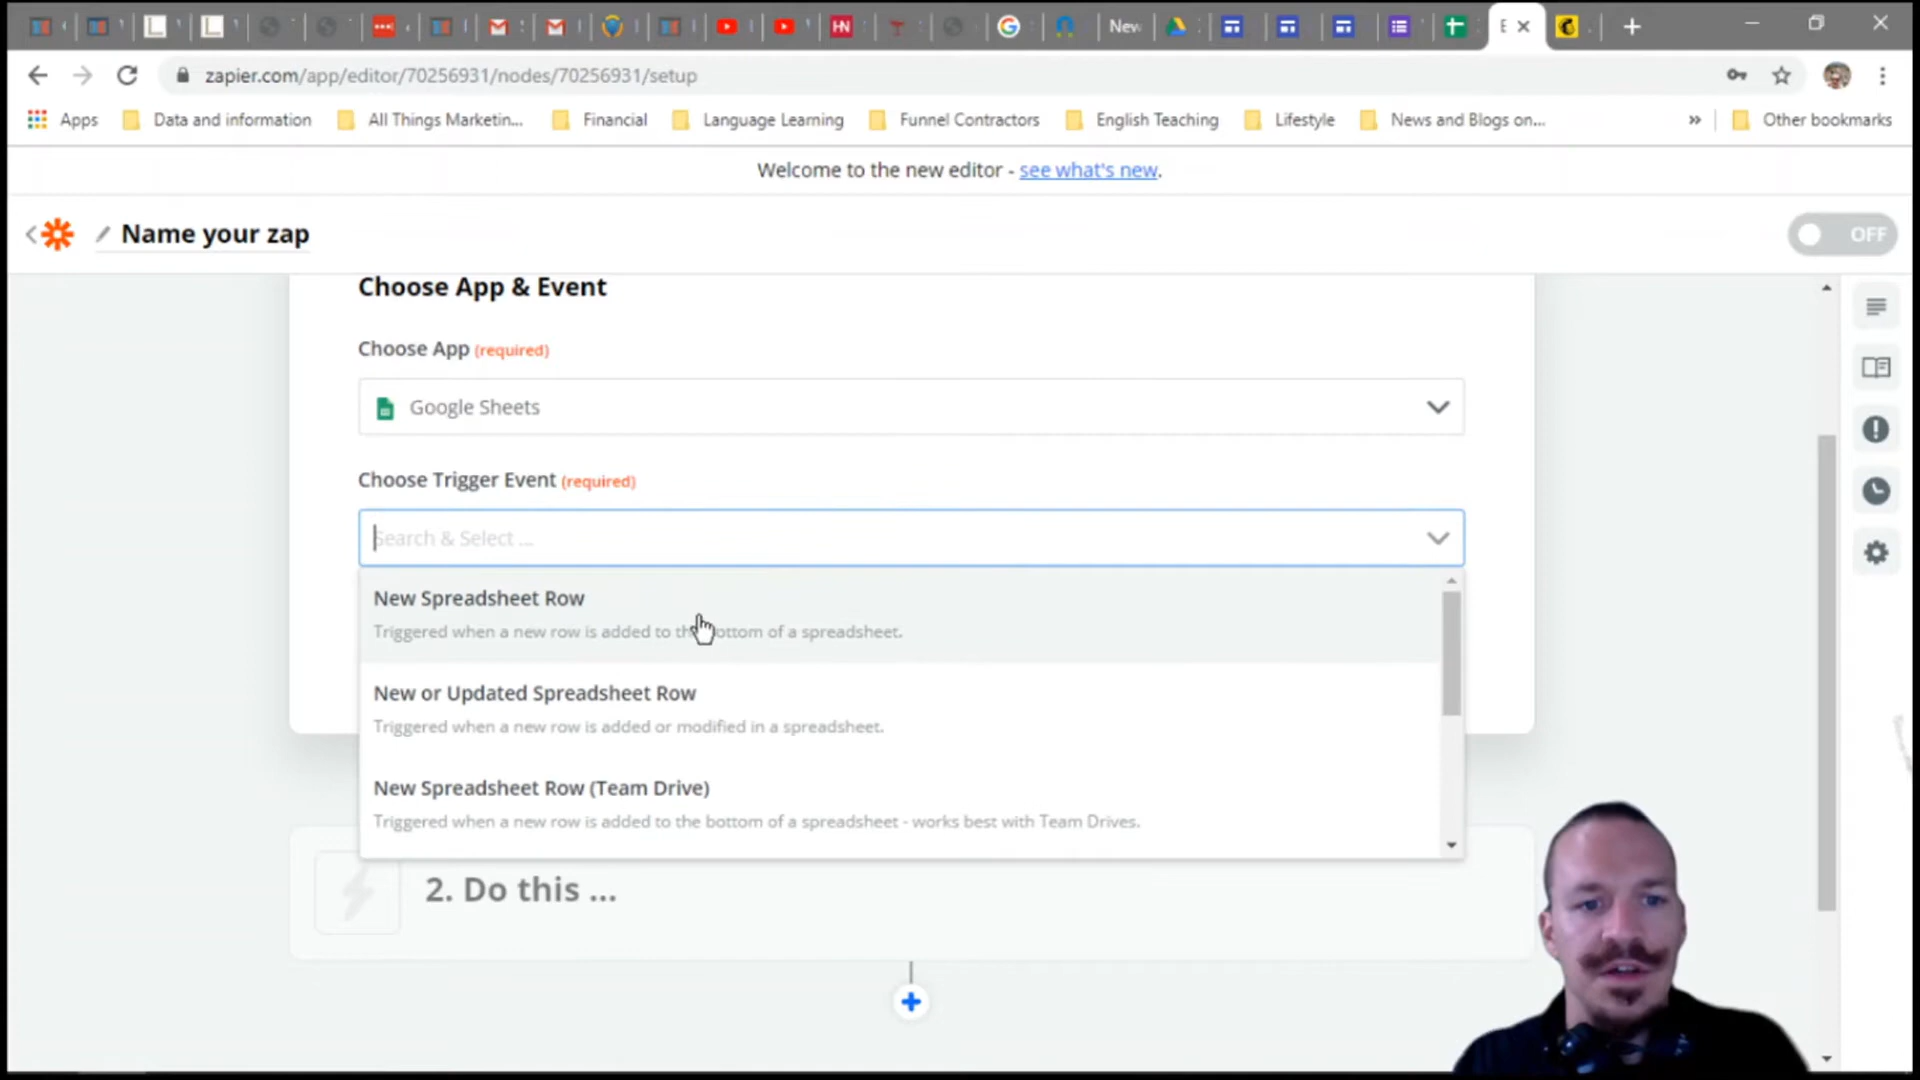 New
E
zapier.com/app/editor/70256931/nodes/70256931/setup
Apps
Data and information
All Things Marketin...
Financial
Language Learning
Funnel Contractors
English Teaching
Lifestyle
News and Blogs on...
»
Other bookmarks
Welcome to the new editor - see what's new.
Name your zap
OFF
Choose App & Event
Choose App (required)
Google Sheets
Choose Trigger Event (required)
Search & Select ...
New Spreadsheet Row
Triggered when a new row is added to the bottom of a spreadsheet.
New or Updated Spreadsheet Row
Triggered when a new row is added or modified in a spreadsheet.
New Spreadsheet Row (Team Drive)
Triggered when a new row is added to the bottom of a spreadsheet - works best with Team Drives.
2. Do this ...